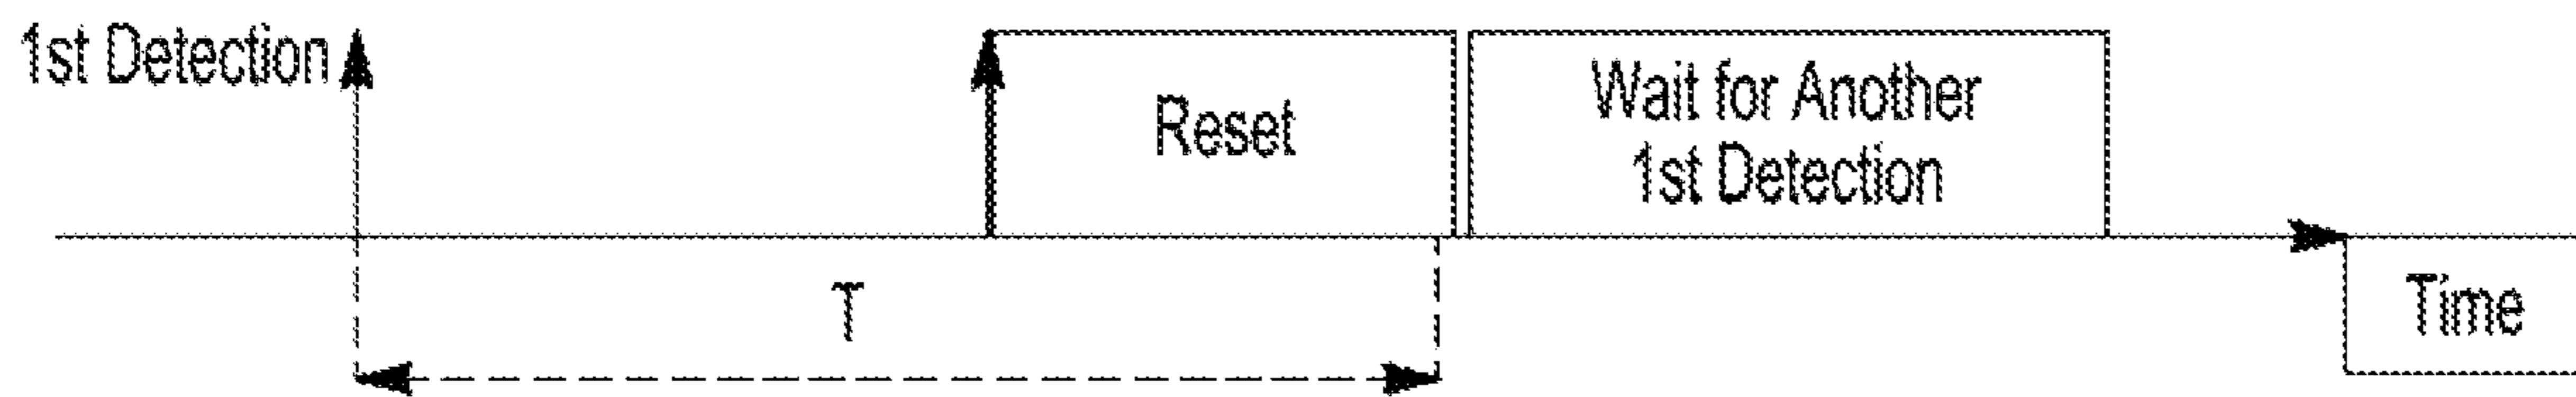 1st Detection
Reset
Wait for Another
1st Detection
T
Time